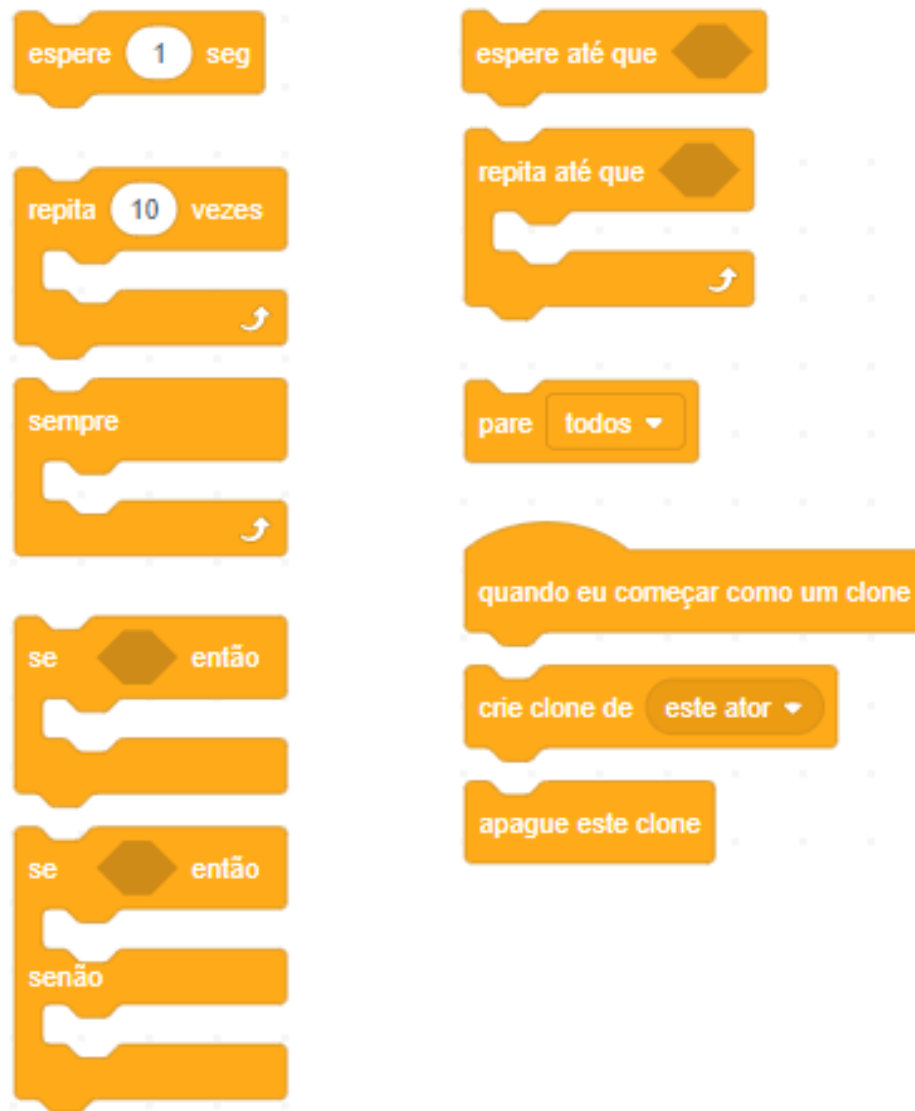 espere 1 seg
repita 10 vezes
sempre
se então
se então
senão
espere até que
repita até que
pare todos
quando eu começar como um clone
crie clone de este ator
apague este clone